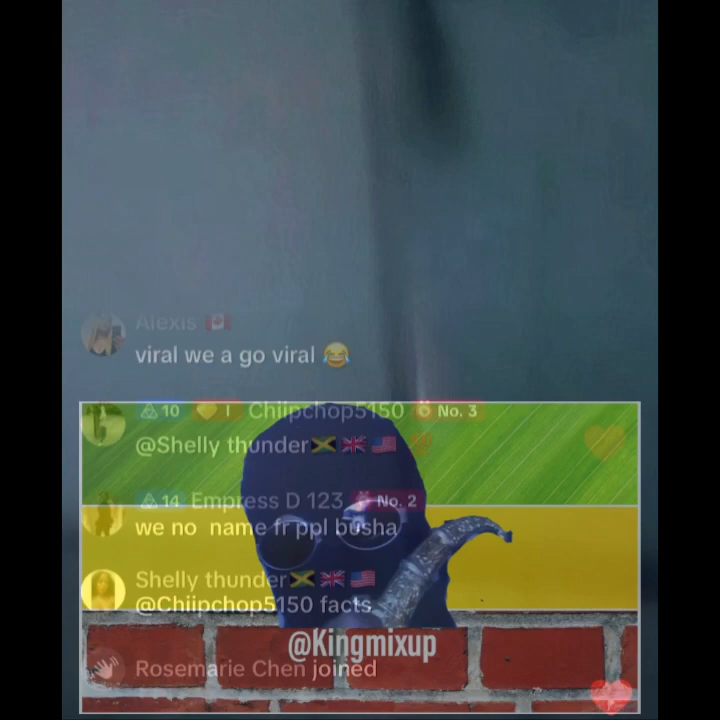 Alexis
viral we a go viral
10 1 Chiipchop5150 No. 3
@Shelly thunder
14 Empress D 123 No. 2
we no name fr ppl busha
Shelly thunder
@Chiipchop5150 facts
@Kingmixup
Rosemarie Chen joined